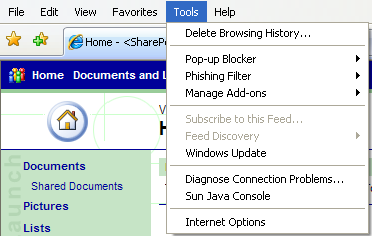 File Edit View Favorites Tools Help
Delete Browsing History...
Home - <SharePo
Pop-up Blocker
Home Documents and L
Phishing Filter
Manage Add-ons
Subscribe to this Feed...
Feed Discovery
Windows Update
Documents
Diagnose Connection Problems...
Shared Documents
Sun Java Console
Pictures
Internet Options
Lists
aunch